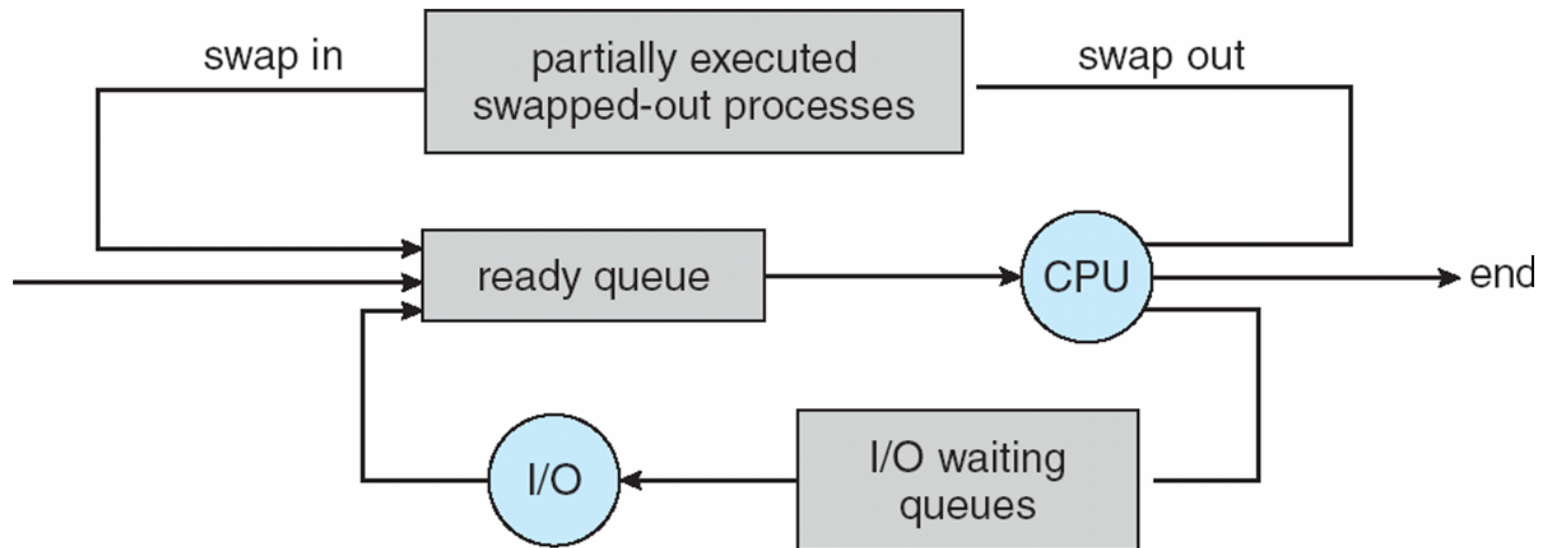 swap in
partially executed
swapped-out processes
swap out
ready queue
CPU
end
I/O
I/O waiting
queues